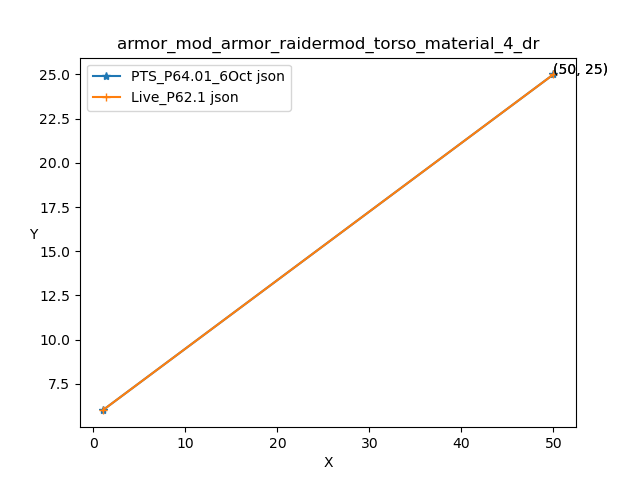 armor_mod_armor_raidermod_torso_material_4_dr
PTS_P64.01_6Oct json
Live_P62.1 json
(50, 25)
25.0
22.5
20.0
17.5
15.0
12.5
10.0
7.5
Y
0 10 20 30 40 50
X